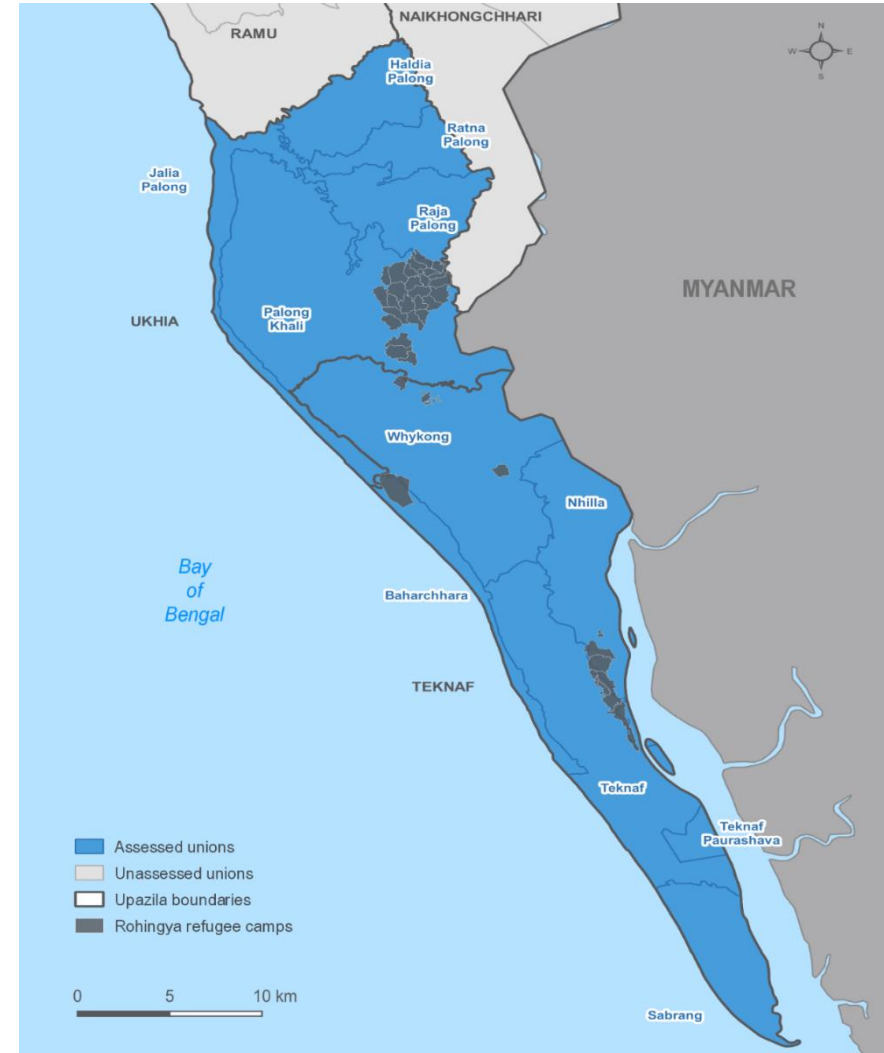 NAIKHONGCHHARI
RAMU
N
W
E
S
Haldia
Palong
Ratna
Palong
Jalia
Palong
Raja
Palong
MYANMAR
Palong
Khali
UKHIA
Whykong
Nhilla
Bay
of
Bengal
Baharchhara
TEKNAF
Teknaf
Teknaf
Paurashava
Assessed unions
Unassessed unions
Upazila boundaries
Rohingya refugee camps
0 5 10 km
Sabrang